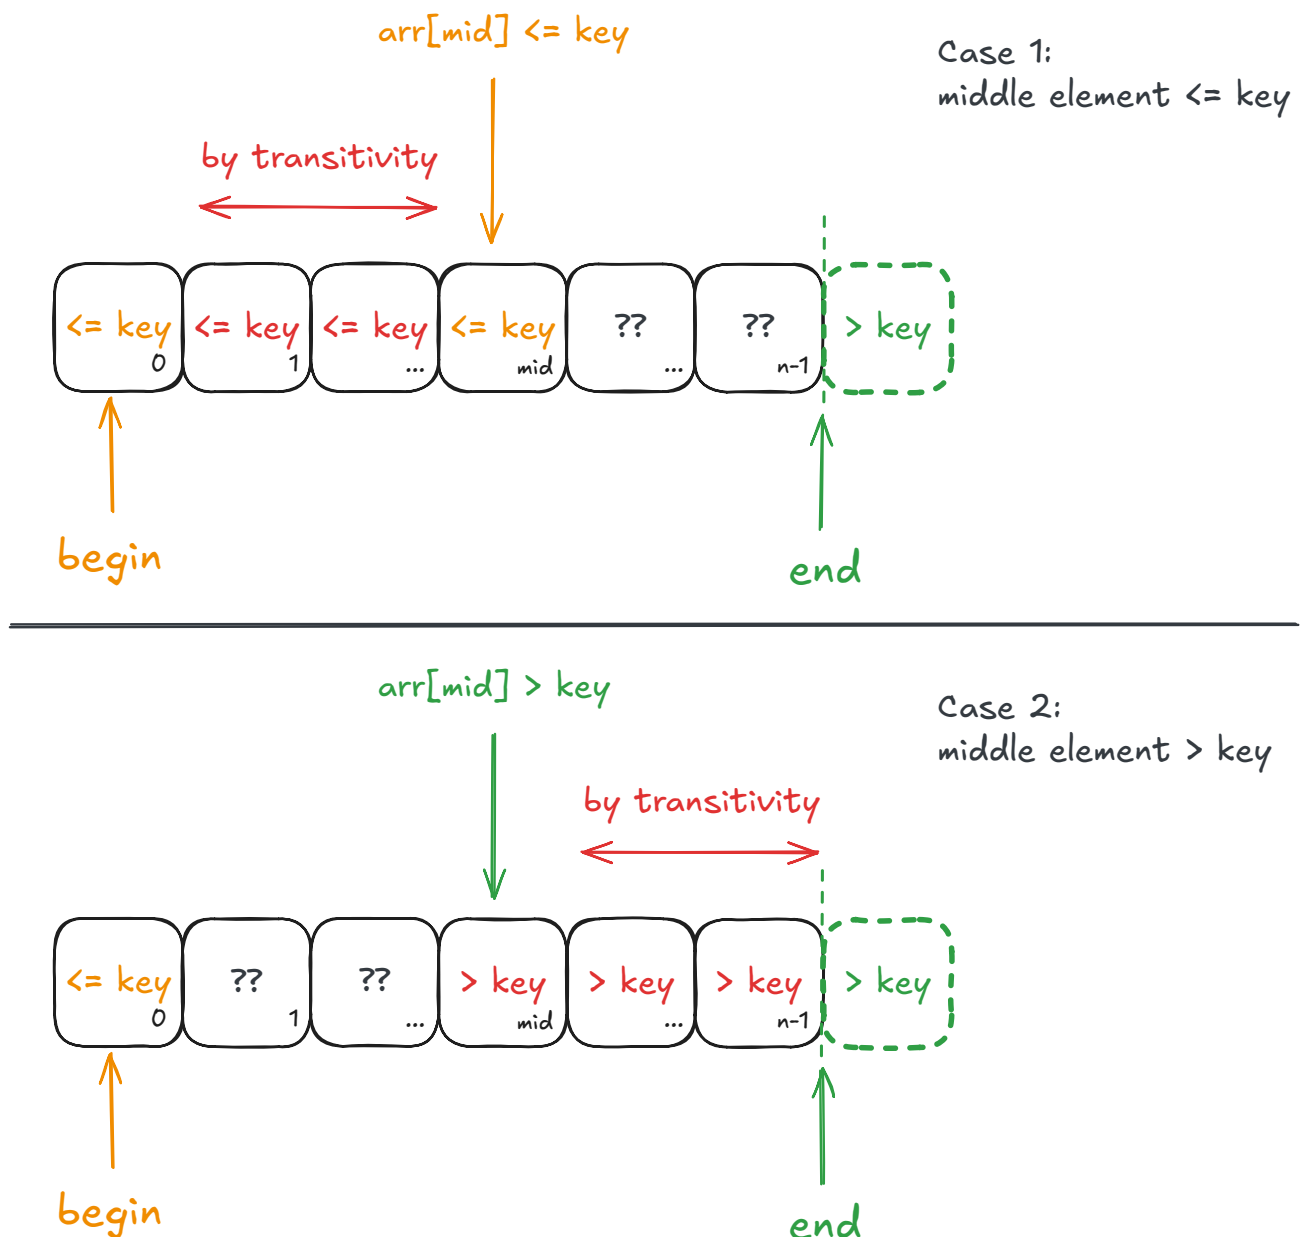 arr[mid] <= key
Case 1:
middle element <= key
by transitivity
<= key <= key <= key <= key ?? ?? > key
0 1 ... mid ... n-1
begin
end
arr[mid] > key
Case 2:
middle element > key
by transitivity
<= key ?? ?? > key > key > key > key
0 1 ... mid ... n-1
begin
end